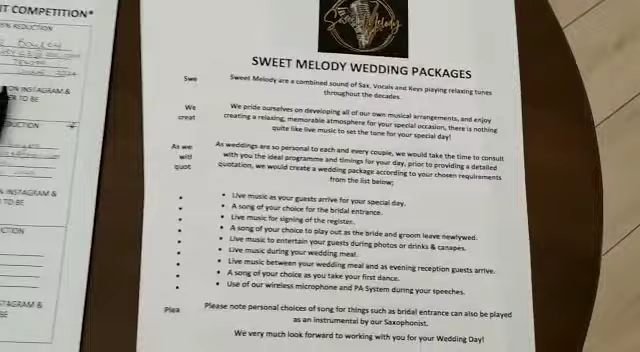 IT COMPETITION*
% REDUCTION
ON INSTAGRAM &
ER TO BE
DUCTION
N INSTAGRAM &
TO BE
CTION
STAGRAM &
BE
Sweet Melody
SWEET MELODY WEDDING PACKAGES
Swe
Sweet Melody are a combined sound of Sax, Vocals and Keys playing relaxing tunes
throughout the decades.
We
creat
We pride ourselves on developing all of our own musical arrangements, and enjoy
creating a relaxing, memorable atmosphere for your special occasion, there is nothing
quite like live music to set the tone for your special day!
As we
witl
quot
As weddings are so personal to each and every couple, we would take the time to consult
with you the ideal programme and timings for your day, prior to providing a detailed
quotation, we would create a wedding package according to your chosen requirements
from the list below;
• Live music as your guests arrive for your special day.
• A song of your choice for the bridal entrance.
• Live music for signing of the register.
• A song of your choice to play out as the bride and groom leave newlywed.
• Live music to entertain your guests during photos or drinks & canapes.
• Live music during your wedding meal.
• Live music between your wedding meal and as evening reception guests arrive.
• A song of your choice as you take your first dance.
• Use of our wireless microphone and PA System during your speeches.
Plea
Please note personal choices of song for things such as bridal entrance can also be played
as an instrumental by our Saxophonist.
We very much look forward to working with you for your Wedding Day!